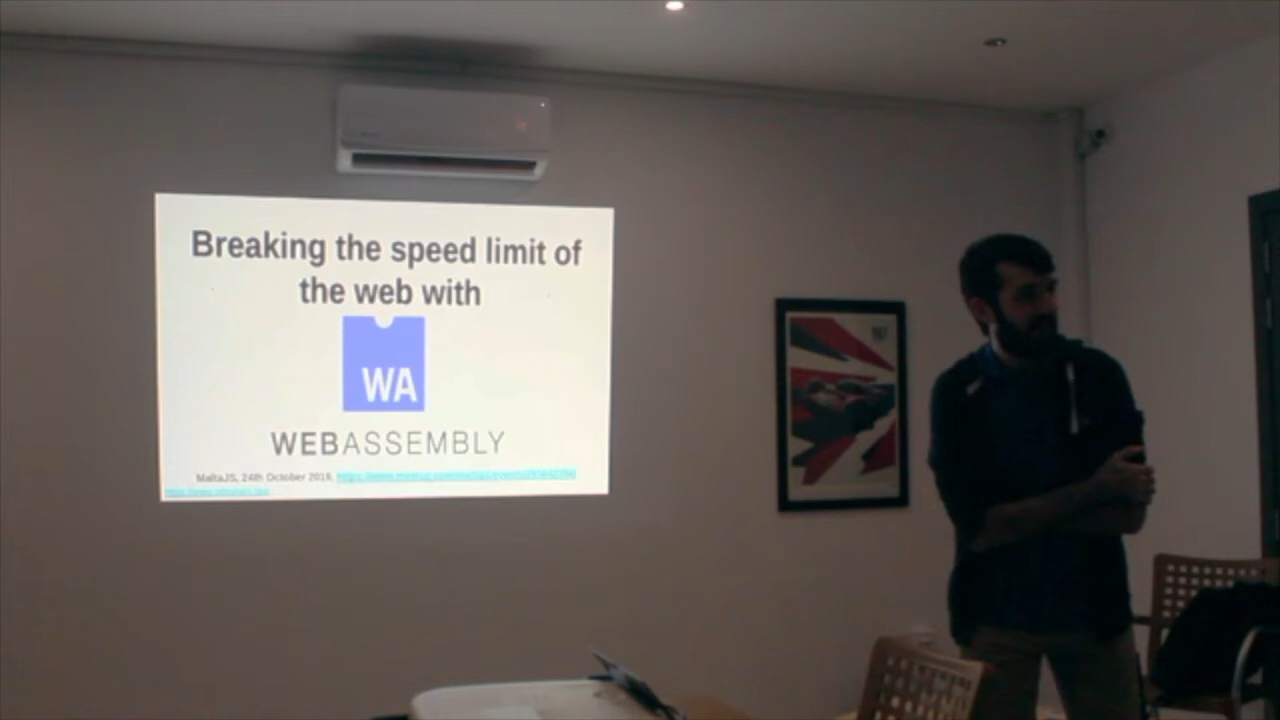 Breaking the speed limit of
the web with
WA
WEBASSEMBLY
MaltaJS, 24th October 2019,